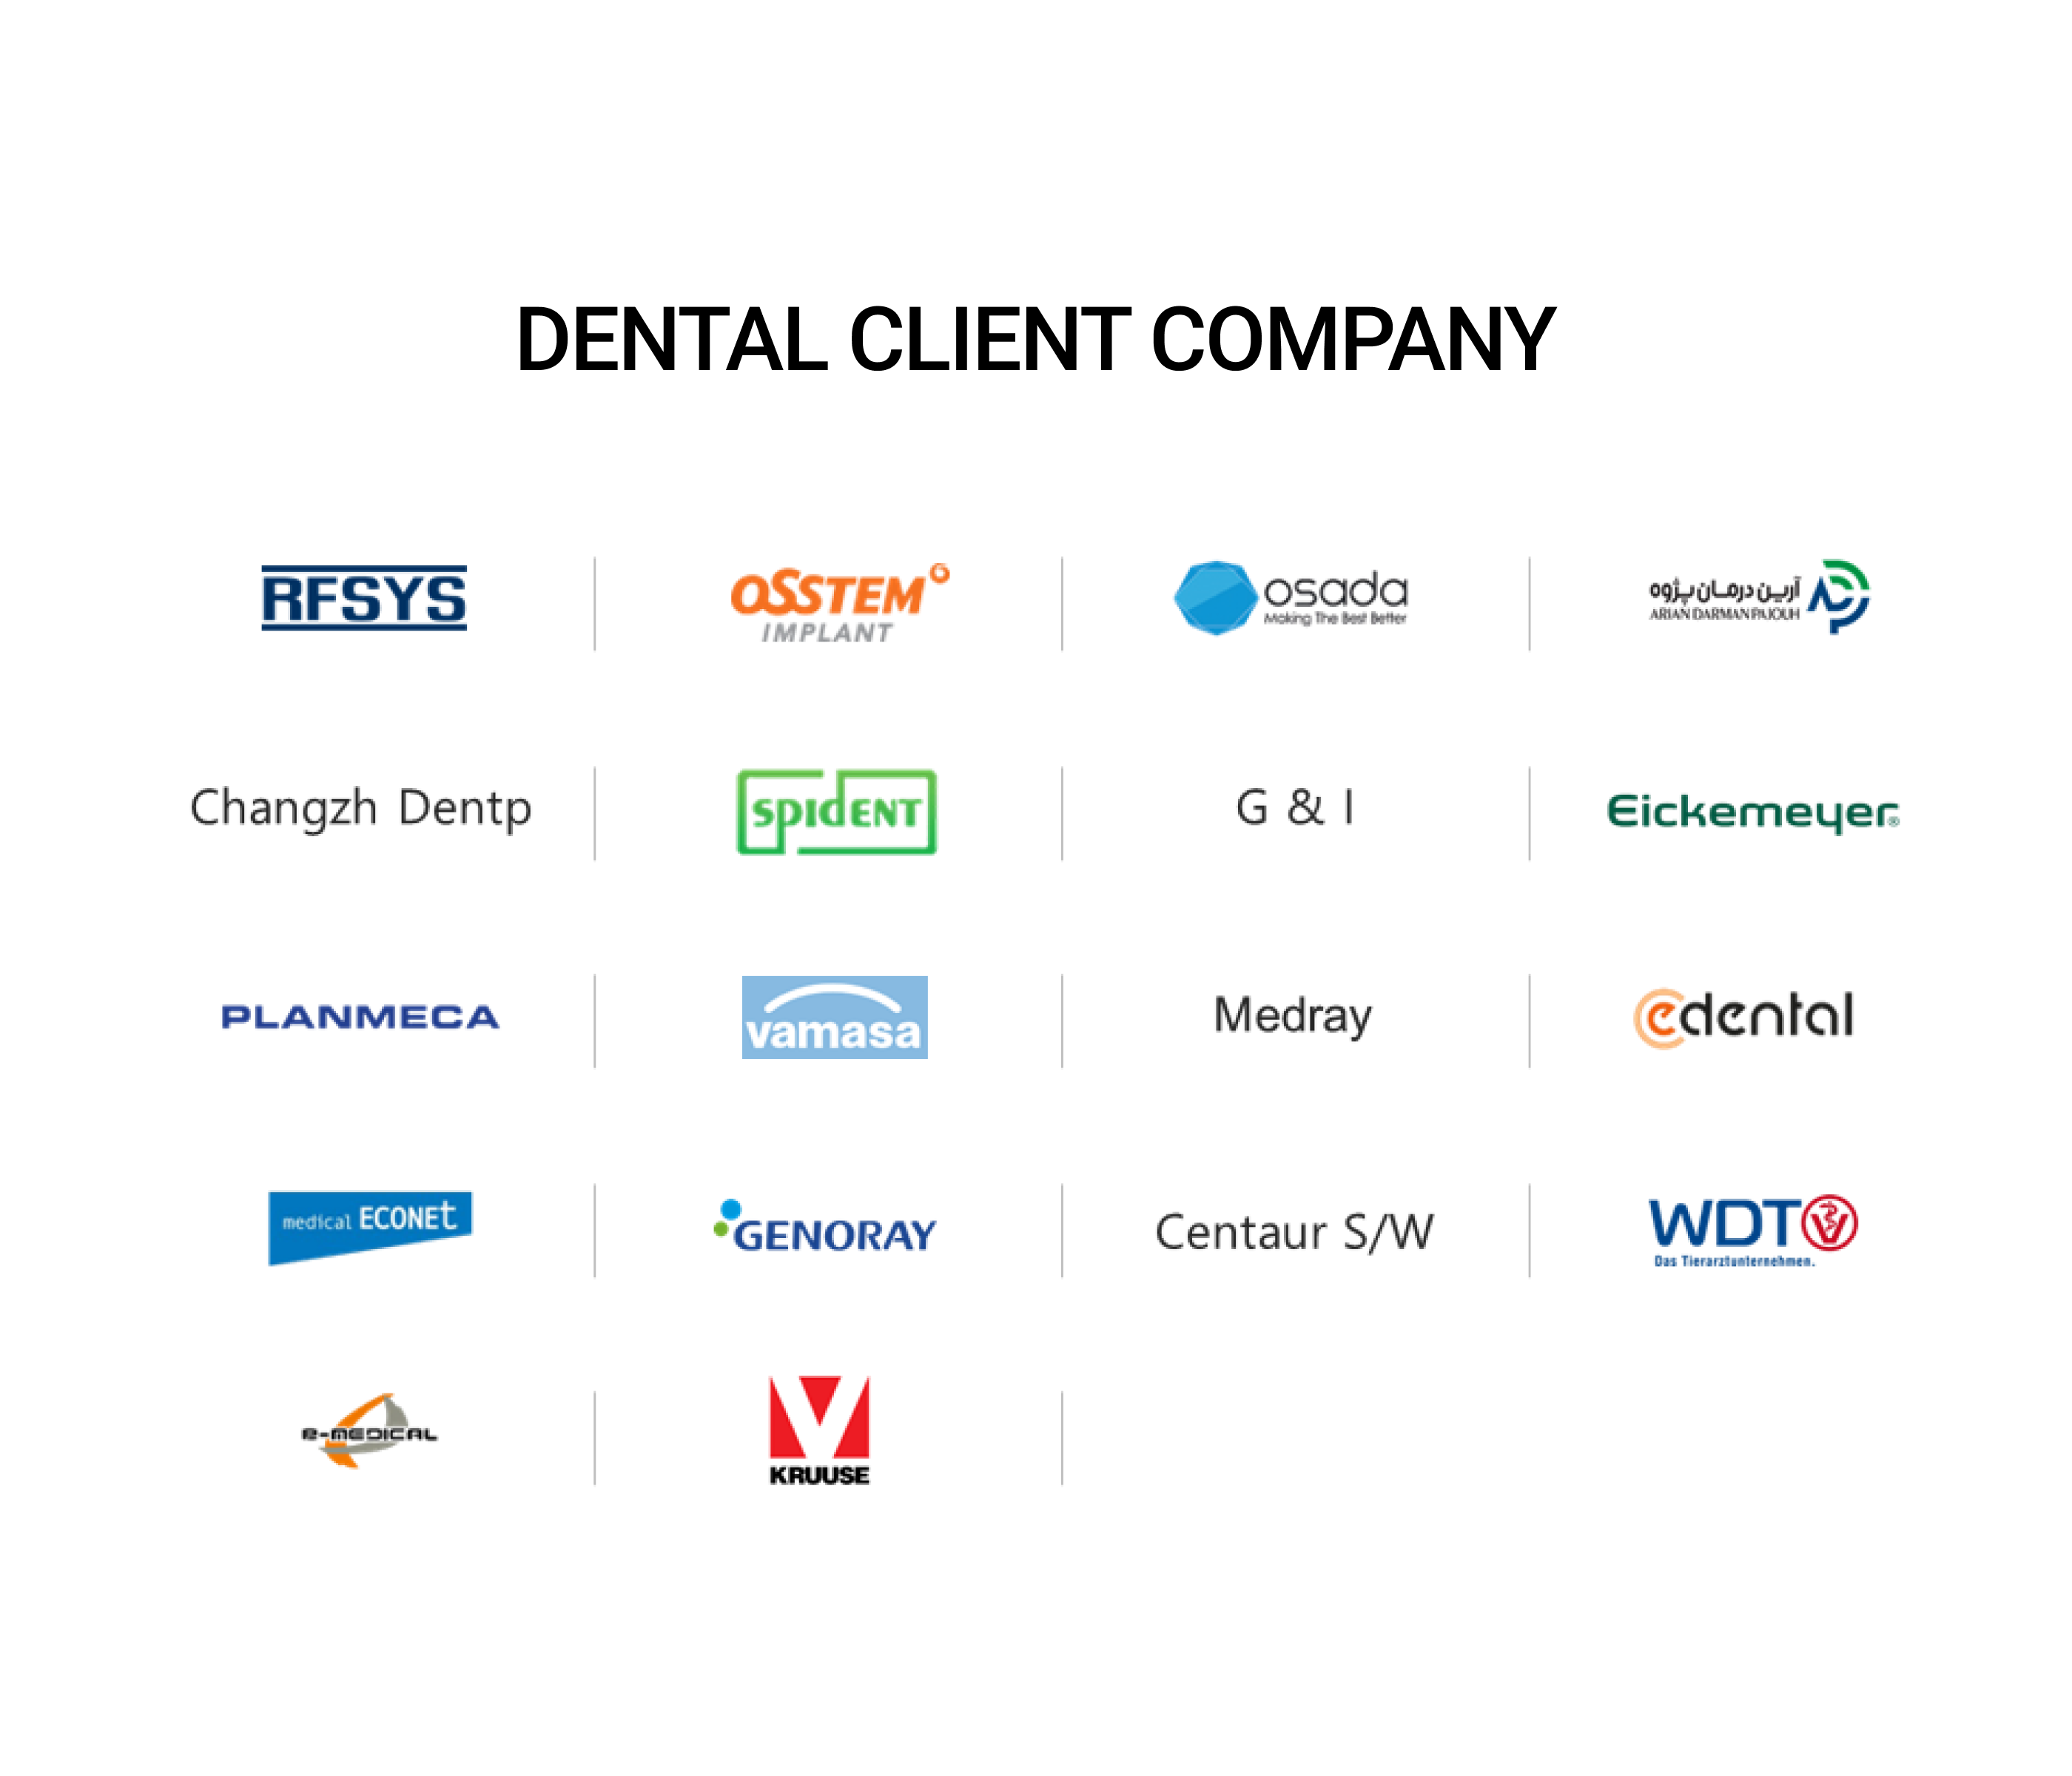 DENTAL CLIENT COMPANY
RFSYS
OSSTEM
IMPLANT
osada
Making The Best Better
آرین درمان پژوه
ARIAN DARMAN PAJOUH
Changzh Dentp
SPIDENT
G & I
Eickemeyer®
PLANMECA
vamasa
Medray
edental
medical ECONEt
GENORAY
Centaur S/W
WDT
Das Tierarztunternehmen.
e-MEDICAL
KRUUSE